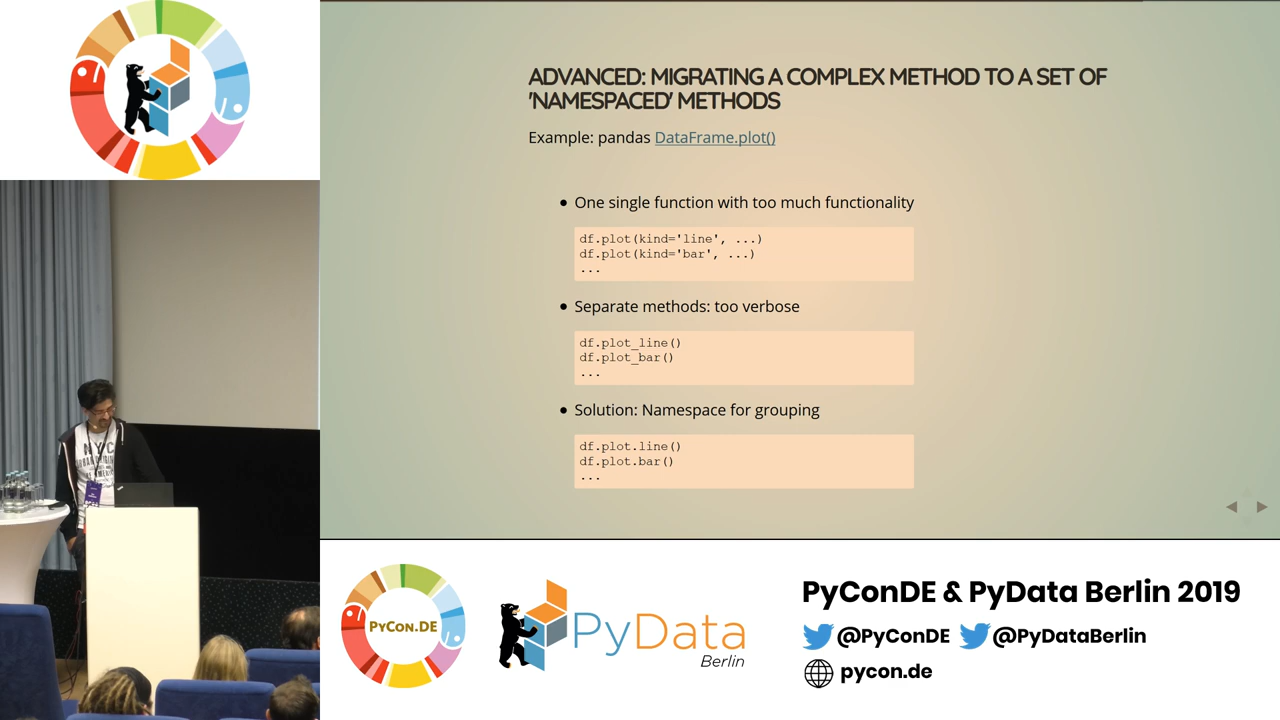 ADVANCED: MIGRATING A COMPLEX METHOD TO A SET OF
'NAMESPACED' METHODS
Example: pandas DataFrame.plot()
• One single function with too much functionality
df.plot(kind='line', ...)
df.plot(kind='bar', ...)
...
• Separate methods: too verbose
df.plot_line()
df.plot_bar()
...
• Solution: Namespace for grouping
df.plot.line()
df.plot.bar()
...
NYC
PYCON.DE
PyData
Berlin
PyConDE & PyData Berlin 2019
@PyConDE @PyDataBerlin
pycon.de